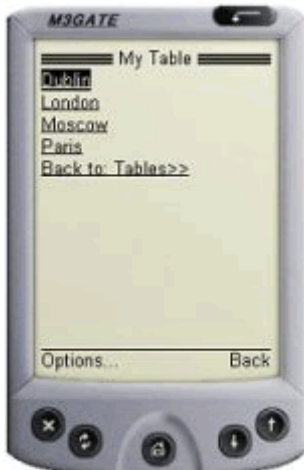 M3GATE
My Table
Dublin
London
Moscow
Paris
Back to: Tables>>
Options... Back